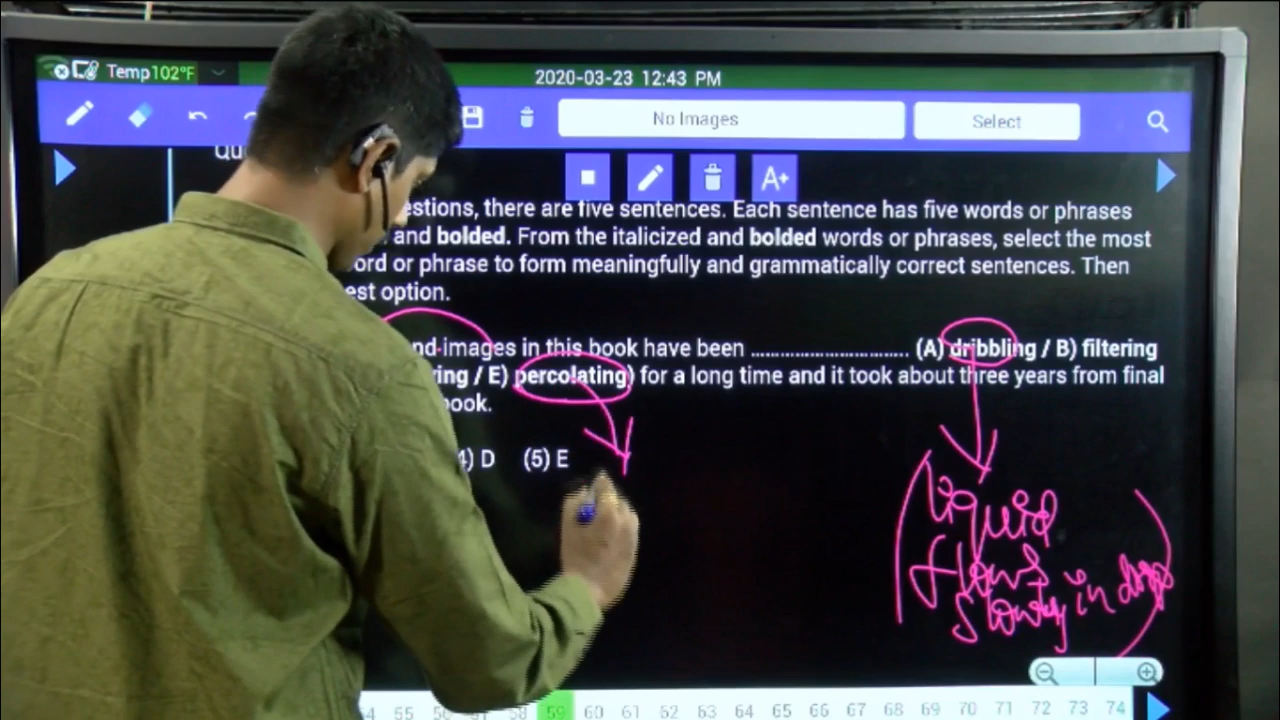 Temp102°F
2020-03-23 12:43 PM
No Images
Select
A+
estions, there are five sentences. Each sentence has five words or phrases
and bolded. From the italicized and bolded words or phrases, select the most
ord or phrase to form meaningfully and grammatically correct sentences. Then
est option.
nd images in this book have been ................................ (A) dribbling / B) filtering
ring / E) percolating) for a long time and it took about three years from final
book.
4) D (5) E
liquid
flows
slowly in drops
55 56 57 58 59 60 61 62 63 64 65 66 67 68 69 70 71 72 73 74